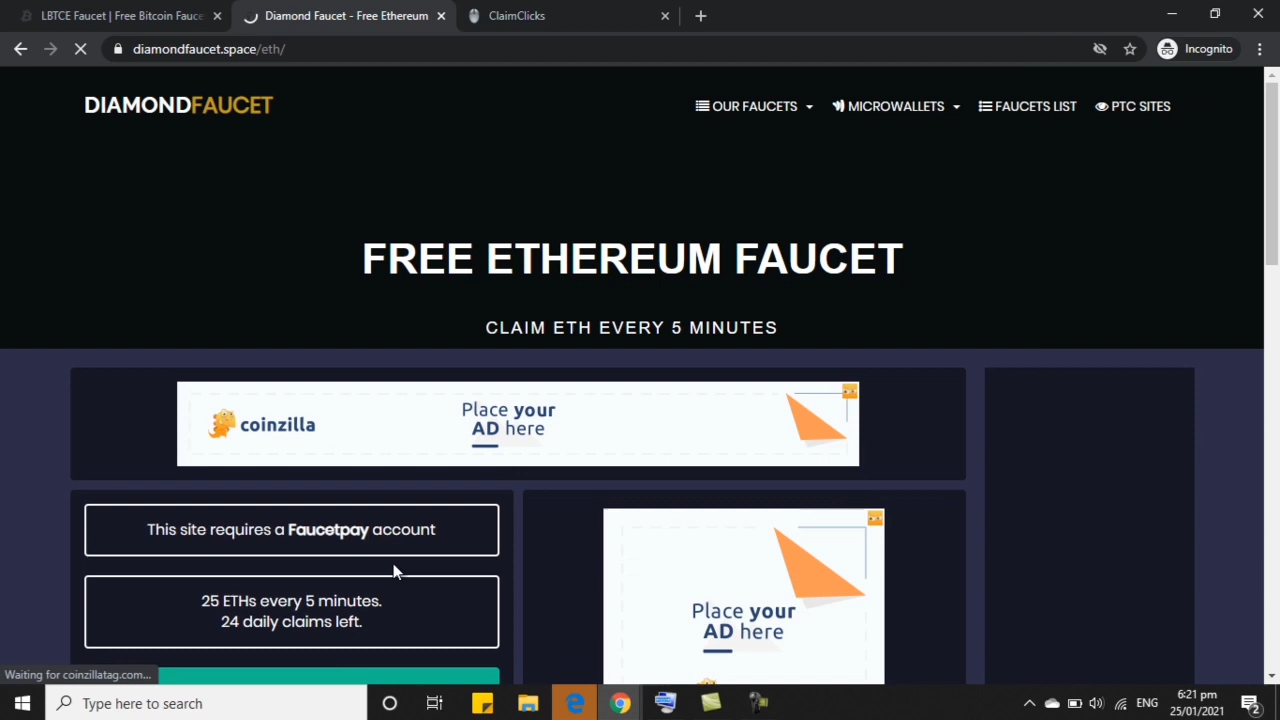 LBTCE Faucet | Free Bitcoin Fauce
Diamond Faucet - Free Ethereum
ClaimClicks
diamondfaucet.space/eth/
Incognito
DIAMONDFAUCET
OUR FAUCETS
MICROWALLETS
FAUCETS LIST
PTC SITES
FREE ETHEREUM FAUCET
CLAIM ETH EVERY 5 MINUTES
coinzilla
Place your
AD here
This site requires a Faucetpay account
25 ETHs every 5 minutes.
24 daily claims left.
Place your
AD here
Waiting for coinzillatag.com...
Type here to search
ENG
6:21 pm
25/01/2021
2